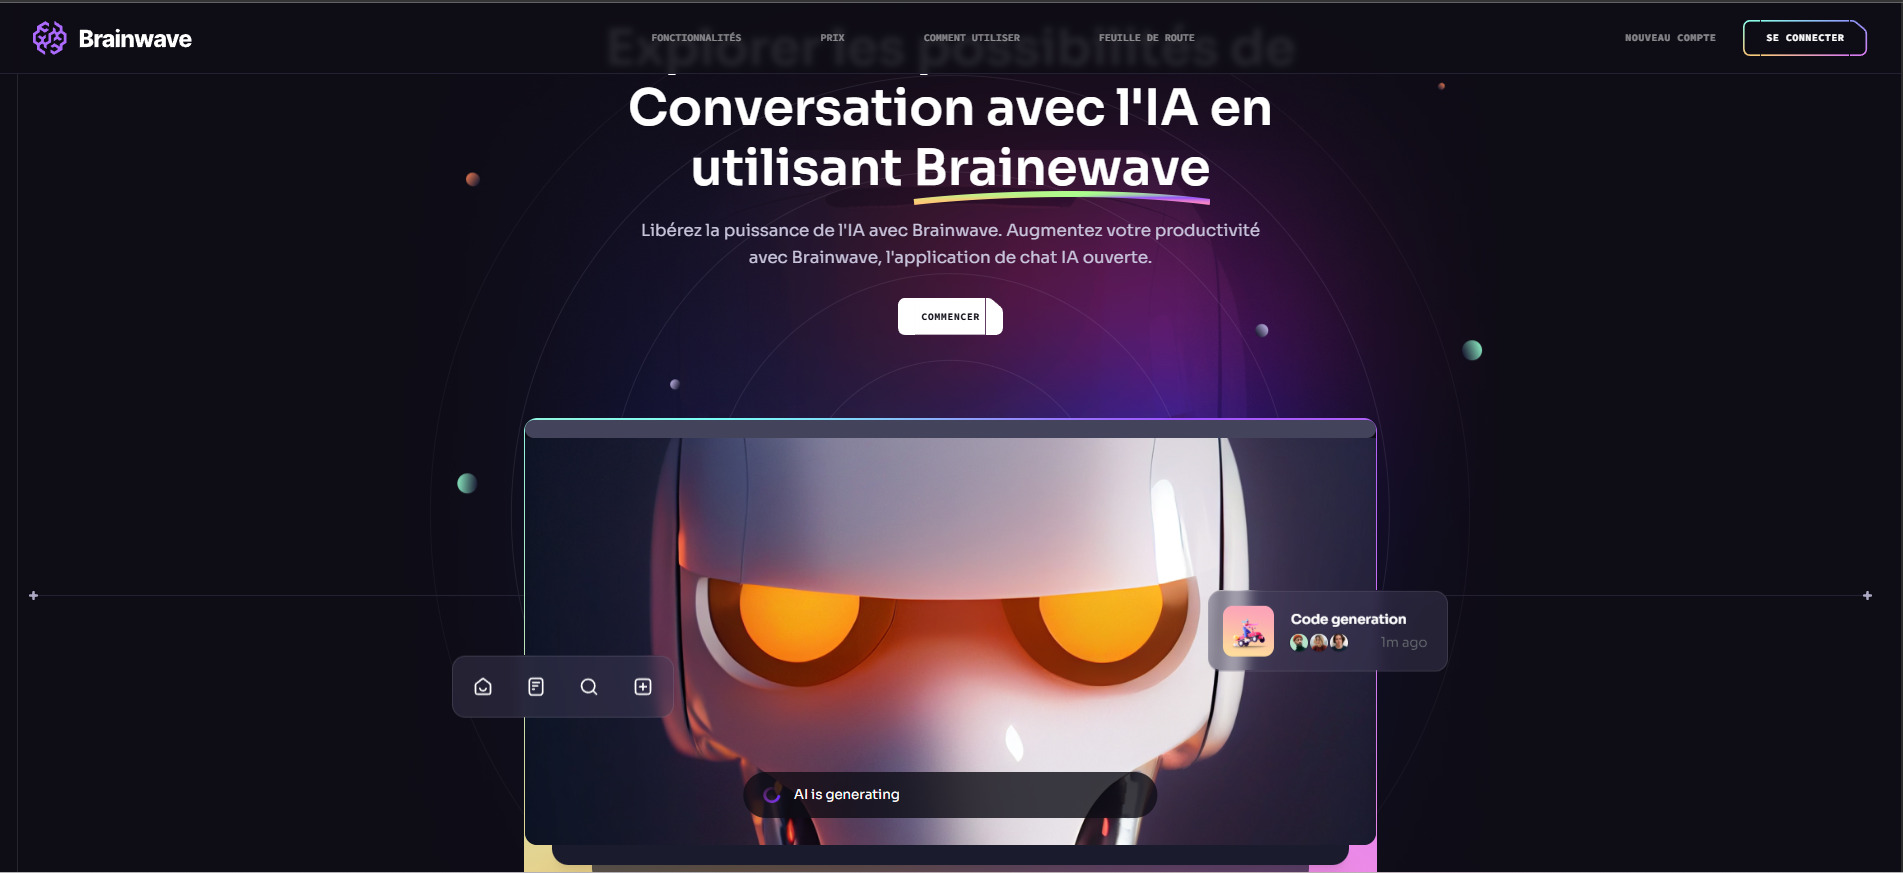 Brainwave
FONCTIONNALITÉS
PRIX
COMMENT UTILISER
FEUILLE DE ROUTE
NOUVEAU COMPTE
SE CONNECTER
Explorer les possibilités de
Conversation avec l'IA en
utilisant Brainewave
Libérez la puissance de l'IA avec Brainwave. Augmentez votre productivité
avec Brainwave, l'application de chat IA ouverte.
COMMENCER
Code generation
1m ago
AI is generating